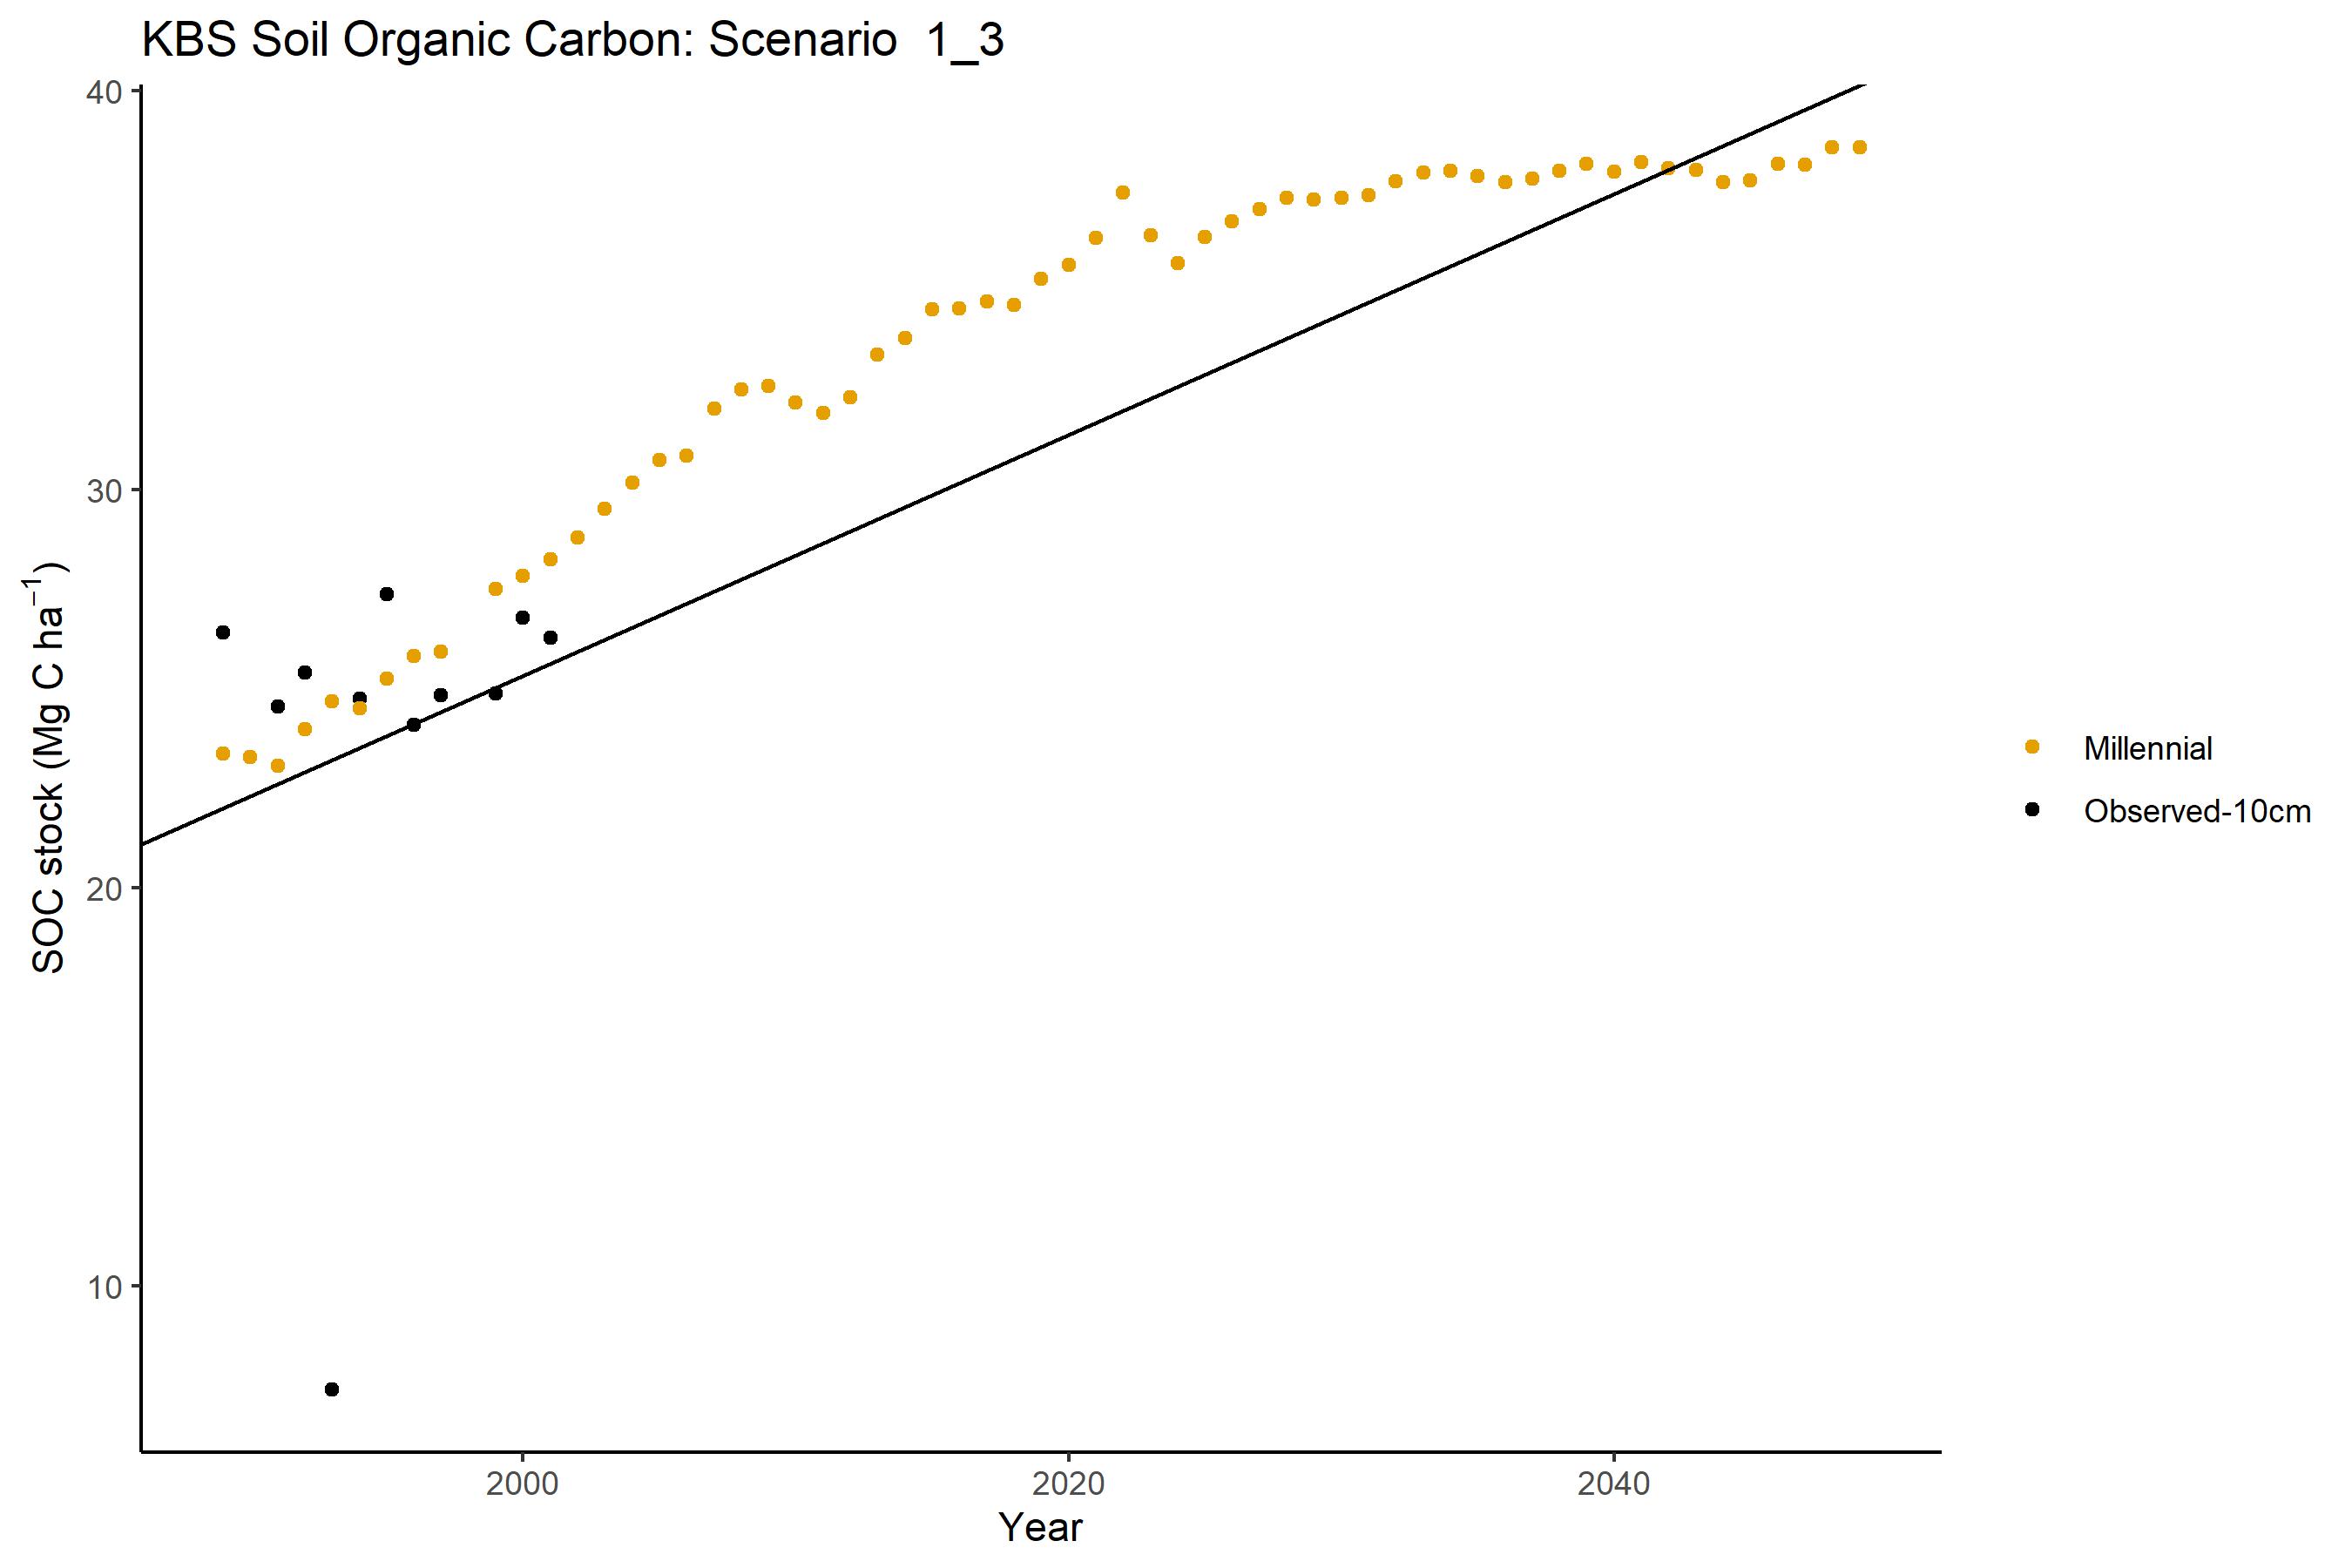 KBS Soil Organic Carbon: Scenario  1_3
40
30
20
10
SOC stock (Mg C ha⁻¹)
2000 2020 2040
Year
Millennial
Observed-10cm